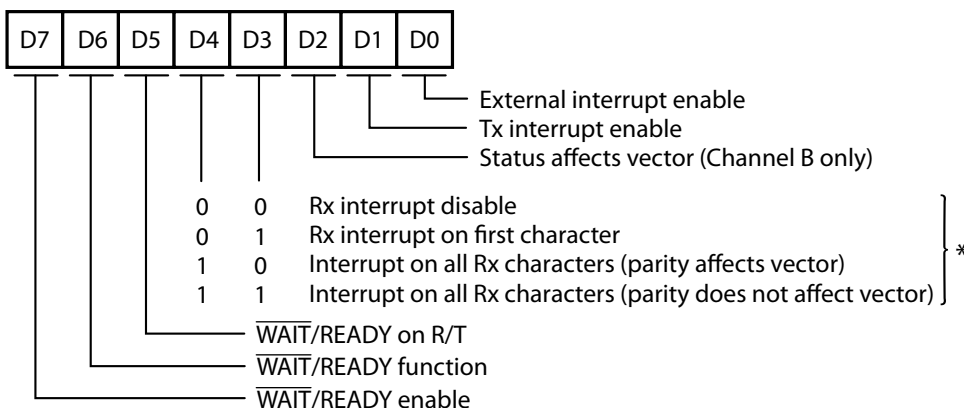 D7 D6 D5 D4 D3 D2 D1 D0
External interrupt enable
Tx interrupt enable
Status affects vector (Channel B only)
0 0 Rx interrupt disable
0 1 Rx interrupt on first character
1 0 Interrupt on all Rx characters (parity affects vector)
1 1 Interrupt on all Rx characters (parity does not affect vector)
*
WAIT/READY on R/T
WAIT/READY function
WAIT/READY enable